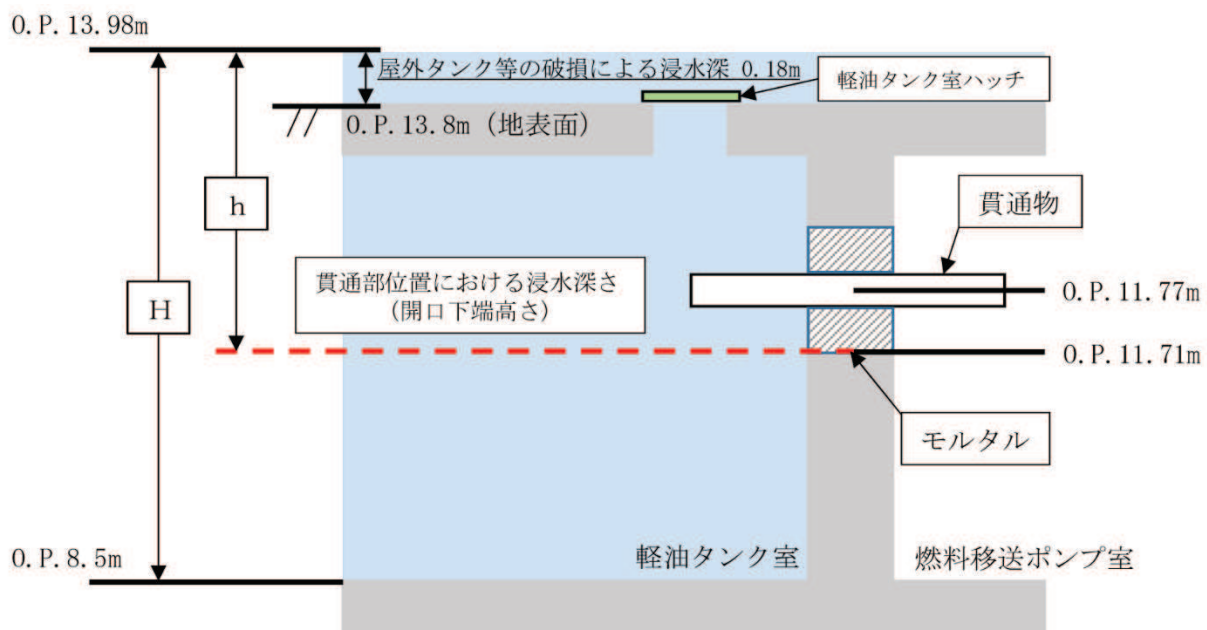 O.P.13.98m
屋外タンク等の破損による浸水深 0.18m
軽油タンク室ハッチ
O.P.13.8m (地表面)
h
貫通物
H
貫通部位置における浸水深さ
(開口下端高さ)
O.P.11.77m
O.P.11.71m
モルタル
O.P.8.5m
軽油タンク室
燃料移送ポンプ室